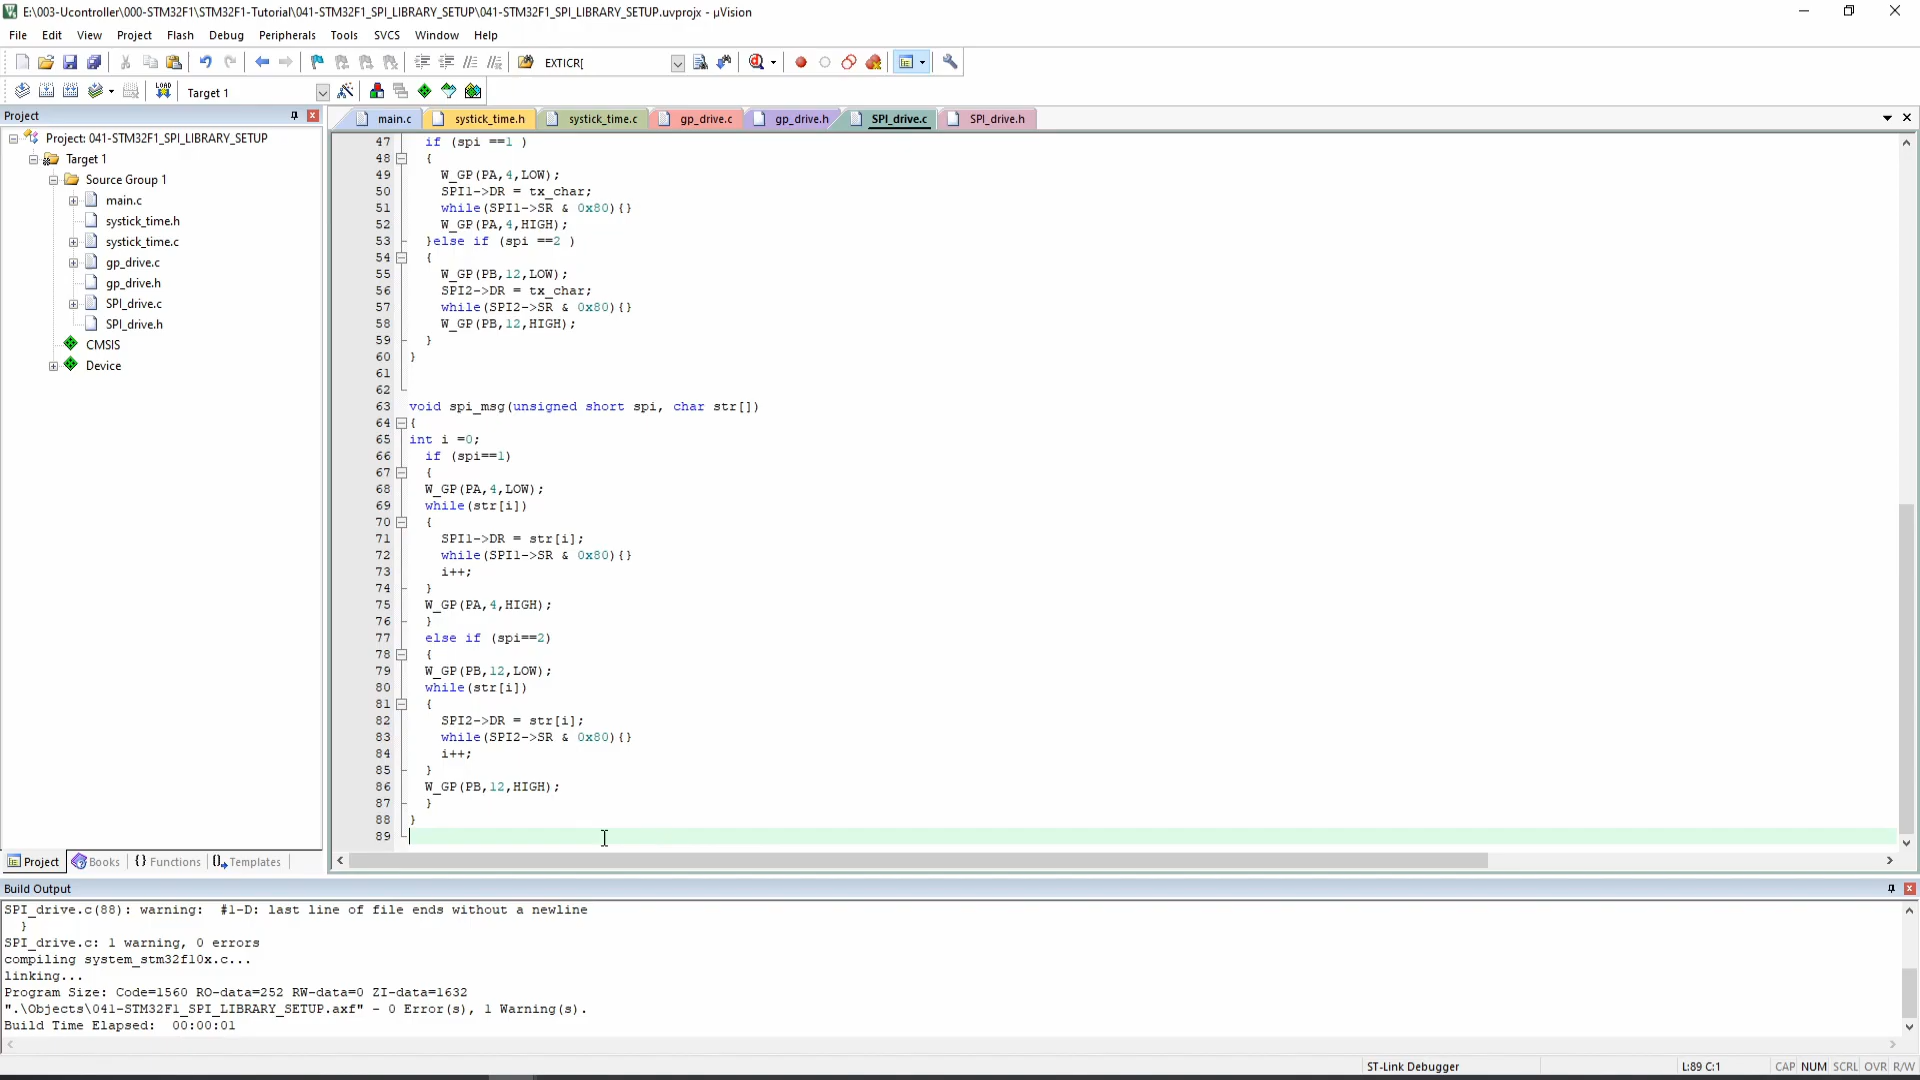 E:\003-Ucontroller\000-STM32F1\STM32F1-Tutorial\041-STM32F1_SPI_LIBRARY_SETUP\041-STM32F1_SPI_LIBRARY_SETUP.uvprojx - µVision
File Edit View Project Flash Debug Peripherals Tools SVCS Window Help
EXTICR[
LOAD Target 1
Project
main.c systick_time.h systick_time.c gp_drive.c gp_drive.h SPI_drive.c SPI_drive.h
Project: 041-STM32F1_SPI_LIBRARY_SETUP
Target 1
Source Group 1
main.c
systick_time.h
systick_time.c
gp_drive.c
gp_drive.h
SPI_drive.c
SPI_drive.h
CMSIS
Device
47 if (spi ==1 )
48 {
49 W_GP(PA,4,LOW);
50 SPI1->DR = tx_char;
51 while(SPI1->SR & 0x80){}
52 W_GP(PA,4,HIGH);
53 }else if (spi ==2 )
54 {
55 W_GP(PB,12,LOW);
56 SPI2->DR = tx_char;
57 while(SPI2->SR & 0x80){}
58 W_GP(PB,12,HIGH);
59 }
60 }
61
62
63 void spi_msg(unsigned short spi, char str[])
64 {
65 int i =0;
66 if (spi==1)
67 {
68 W_GP(PA,4,LOW);
69 while(str[i])
70 {
71 SPI1->DR = str[i];
72 while(SPI1->SR & 0x80){}
73 i++;
74 }
75 W_GP(PA,4,HIGH);
76 }
77 else if (spi==2)
78 {
79 W_GP(PB,12,LOW);
80 while(str[i])
81 {
82 SPI2->DR = str[i];
83 while(SPI2->SR & 0x80){}
84 i++;
85 }
86 W_GP(PB,12,HIGH);
87 }
88 }
89
Project Books {} Functions Templates
Build Output
SPI_drive.c(88): warning: #1-D: last line of file ends without a newline
}
SPI_drive.c: 1 warning, 0 errors
compiling system_stm32f10x.c...
linking...
Program Size: Code=1560 RO-data=252 RW-data=0 ZI-data=1632
".\Objects\041-STM32F1_SPI_LIBRARY_SETUP.axf" - 0 Error(s), 1 Warning(s).
Build Time Elapsed: 00:00:01
ST-Link Debugger L:89 C:1 CAP NUM SCRL OVR R/W